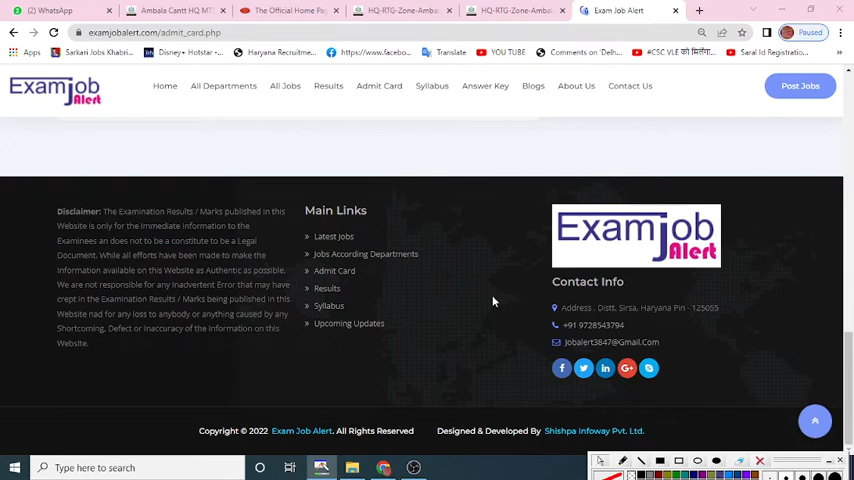 (2) WhatsApp
Ambala Cantt HQ MT
The Official Home Pa
HQ-RTG-Zone-Ambal
HQ-RTG-Zone-Ambal
Exam Job Alert
examjobalert.com/admit_card.php
Paused
Apps
Sarkari Jobs Khabri...
Disney+ Hotstar
Haryana Recruitme...
https://www.facebo...
Translate
YOU TUBE
Comments on 'Delh...
#CSC VLE को मिलेंगा...
Saral Id Registratio...
Examjob
Alert
Home
All Departments
All Jobs
Results
Admit Card
Syllabus
Answer Key
Blogs
About Us
Contact Us
Post Jobs
Disclaimer: The Examination Results / Marks published in this
Website is only for the immediate Information to the
Examinees an does not to be a constitute to be a Legal
Document. While all efforts have been made to make the
Information available on this Website as Authentic as possible.
We are not responsible for any Inadvertent Error that may have
crept in the Examination Results / Marks being published in this
Website nad for any loss to anybody or anything caused by any
Shortcoming, Defect or Inaccuracy of the Information on this
Website.
Main Links
» Latest Jobs
» Jobs According Departments
» Admit Card
» Results
» Syllabus
» Upcoming Updates
Examjob
Alert
Contact Info
Address . Distt. Sirsa, Haryana Pin - 125055
+91 9728543794
Jobalert3847@Gmail.Com
Copyright © 2022 Exam Job Alert. All Rights Reserved
Designed & Developed By Shishpa Infoway Pvt. Ltd.
Type here to search